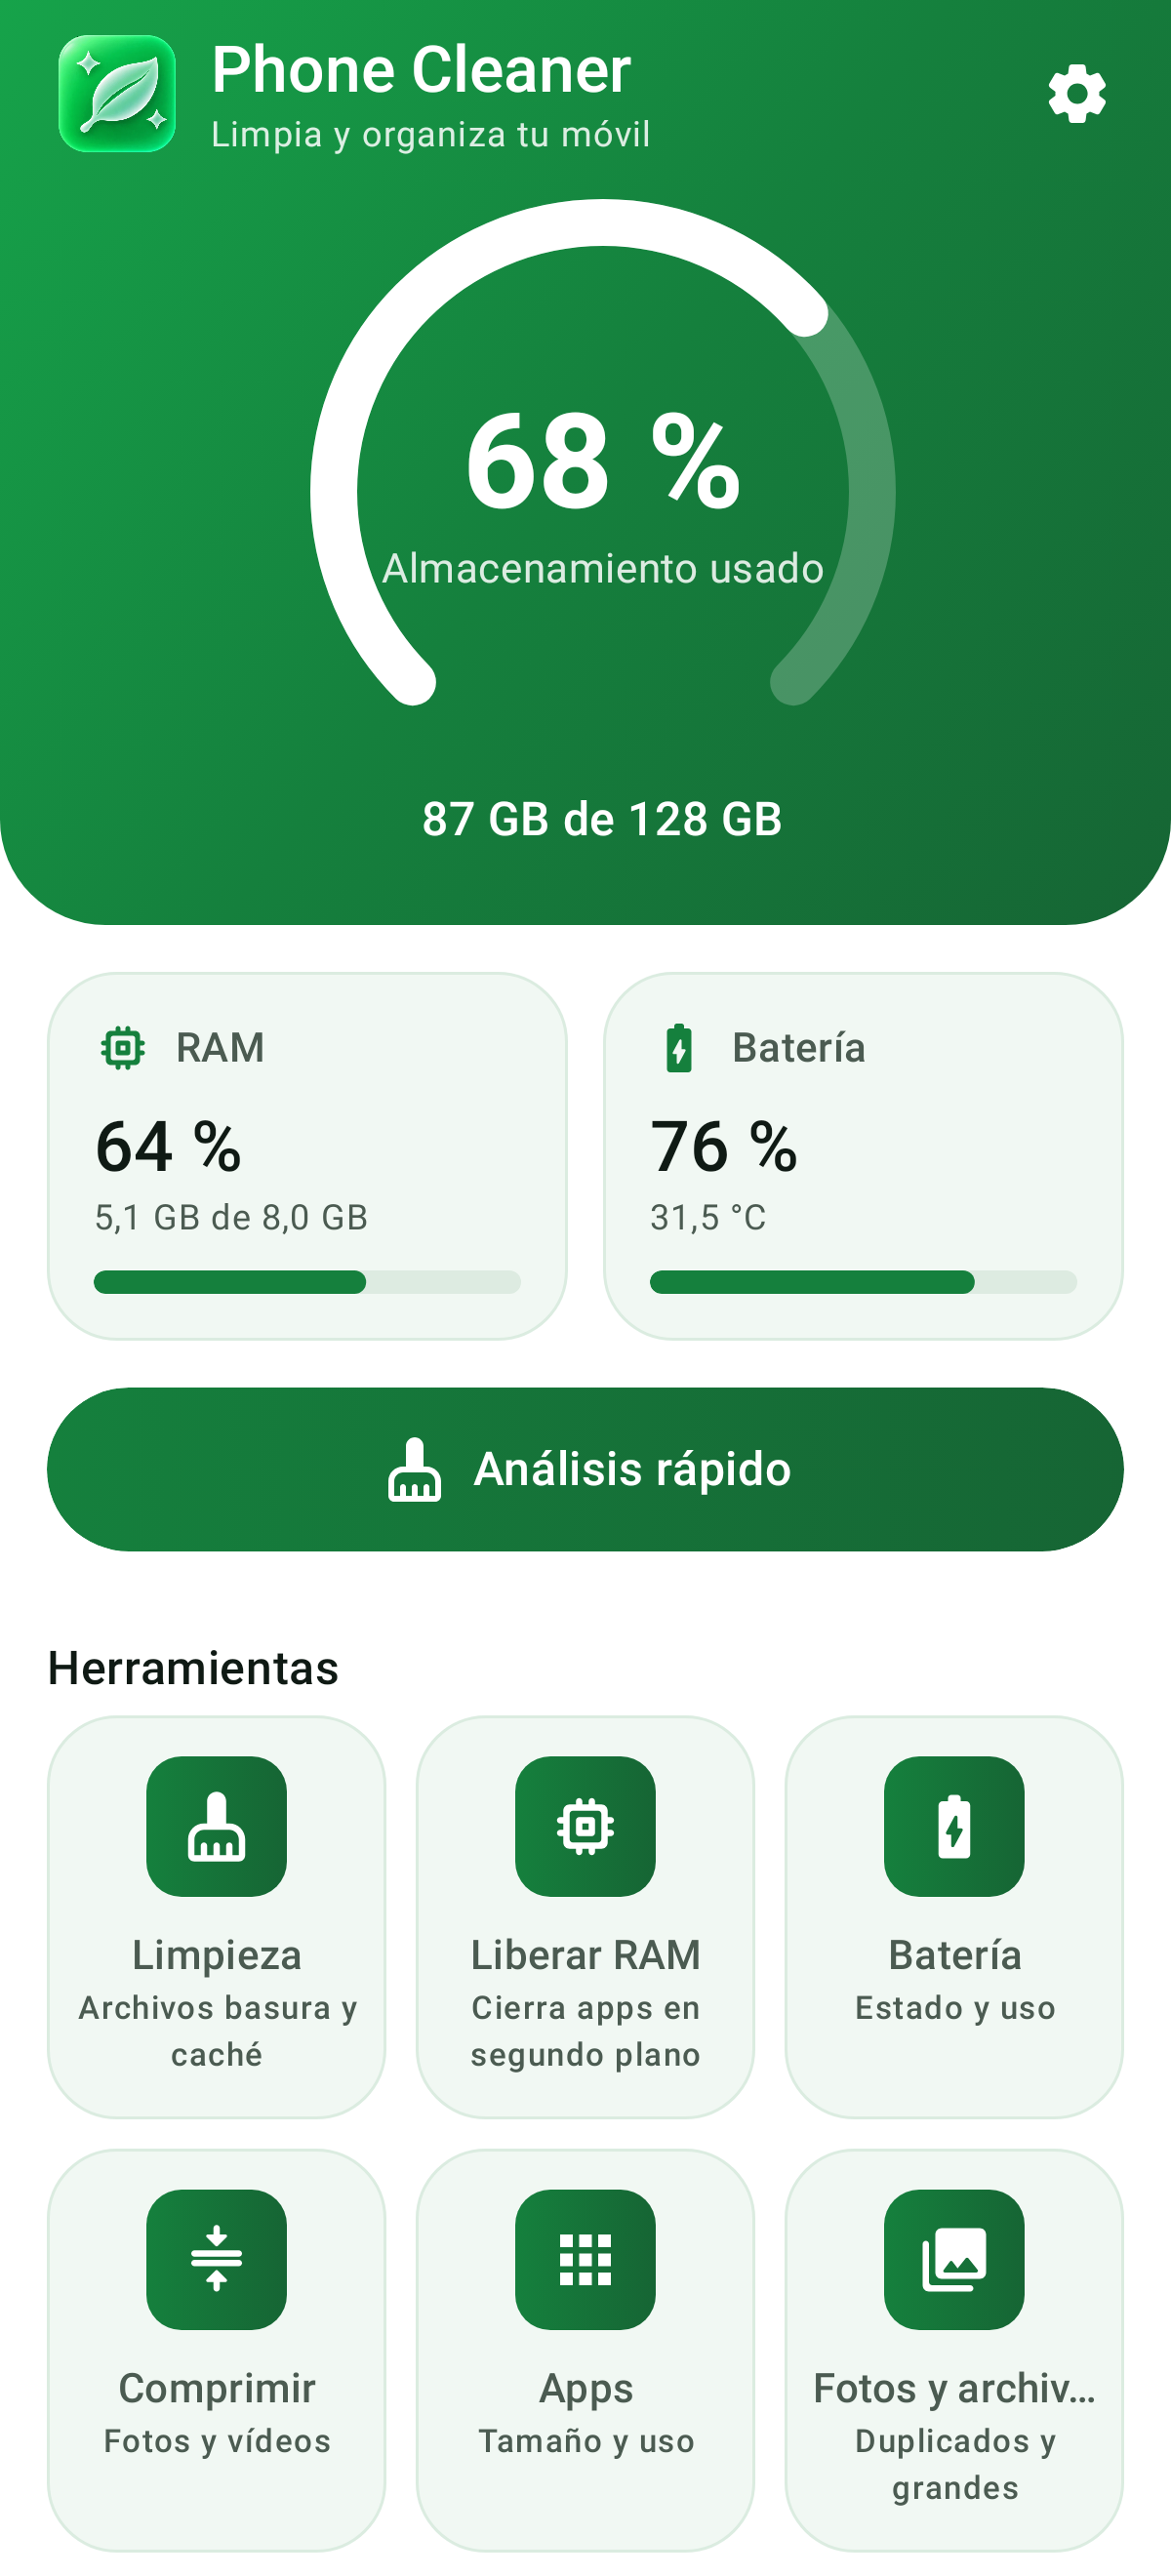 Phone Cleaner
Limpia y organiza tu móvil
68 %
Almacenamiento usado
87 GB de 128 GB
RAM
64 %
5,1 GB de 8,0 GB
Batería
76 %
31,5 °C
Análisis rápido
Herramientas
Limpieza
Archivos basura y
caché
Liberar RAM
Cierra apps en
segundo plano
Batería
Estado y uso
Comprimir
Fotos y vídeos
Apps
Tamaño y uso
Fotos y archiv...
Duplicados y
grandes